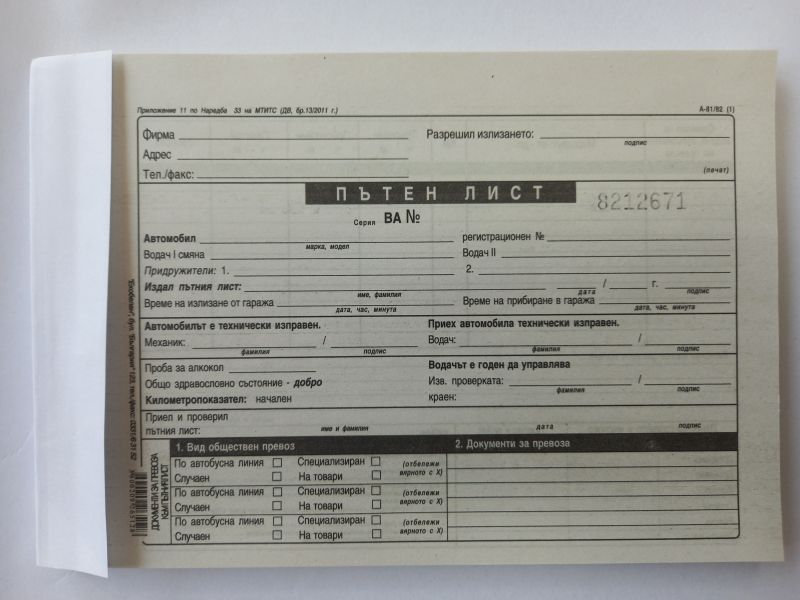 Приложение 11 по Наредба 33 на МТИТС (ДВ, бр.13/2011 г.) А-81/82 (1)
Фирма Разрешил излизането:
подпис
Адрес
Тел./факс: (печат)
ПЪТЕН ЛИСТ
8212671
Серия ВА №
Автомобил регистрационен №
марка, модел
Водач I смяна Водач II
Придружители: 1. 2.
Издал пътния лист: / г.
име, фамилия дата подпис
Време на излизане от гаража Време на прибиране в гаража
дата, час, минута дата, час, минута
Автомобилът е технически изправен. Приех автомобила технически изправен.
Механик: / Водач: /
фамилия подпис фамилия подпис
Проба за алкохол Водачът е годен да управлява
Общо здравословно състояние - добро Изв. проверката: /
фамилия подпис
Километропоказател: начален краен:
Приел и проверил
пътния лист:
име и фамилия дата подпис
ДОКУМЕНТИ ЗА ПРЕВОЗА
КЪМ ПЪТНИЯ ЛИСТ
1. Вид обществен превоз 2. Документи за превоза
По автобусна линия Специализиран (отбележи
Случаен На товари вярното с X)
По автобусна линия Специализиран (отбележи
Случаен На товари вярното с X)
По автобусна линия Специализиран (отбележи
Случаен На товари вярното с X)